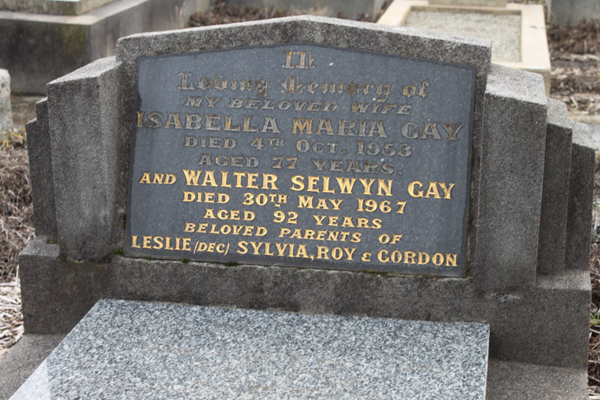 In
Loving Memory of
MY BELOVED WIFE
ISABELLA MARIA GAY
DIED 4TH OCT. 1953
AGED 77 YEARS.
AND WALTER SELWYN GAY
DIED 30TH MAY 1967
AGED 92 YEARS
BELOVED PARENTS OF
LESLIE (DEC) SYLVIA, ROY & GORDON